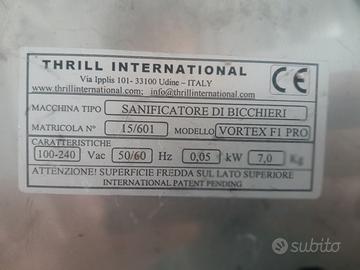 THRILL INTERNATIONAL
Via Ipplis 101- 33100 Udine – ITALY
www.thrillinternational.com; info@thrillinternational.com
CE
MACCHINA TIPO SANIFICATORE DI BICCHIERI
MATRICOLA N° 15/601 MODELLO VORTEX F1 PRO
CARATTERISTICHE
100-240 Vac 50/60 Hz 0,05 kW 7,0 Kg
ATTENZIONE! SUPERFICIE FREDDA SUL LATO SUPERIORE
INTERNATIONAL PATENT PENDING
subito